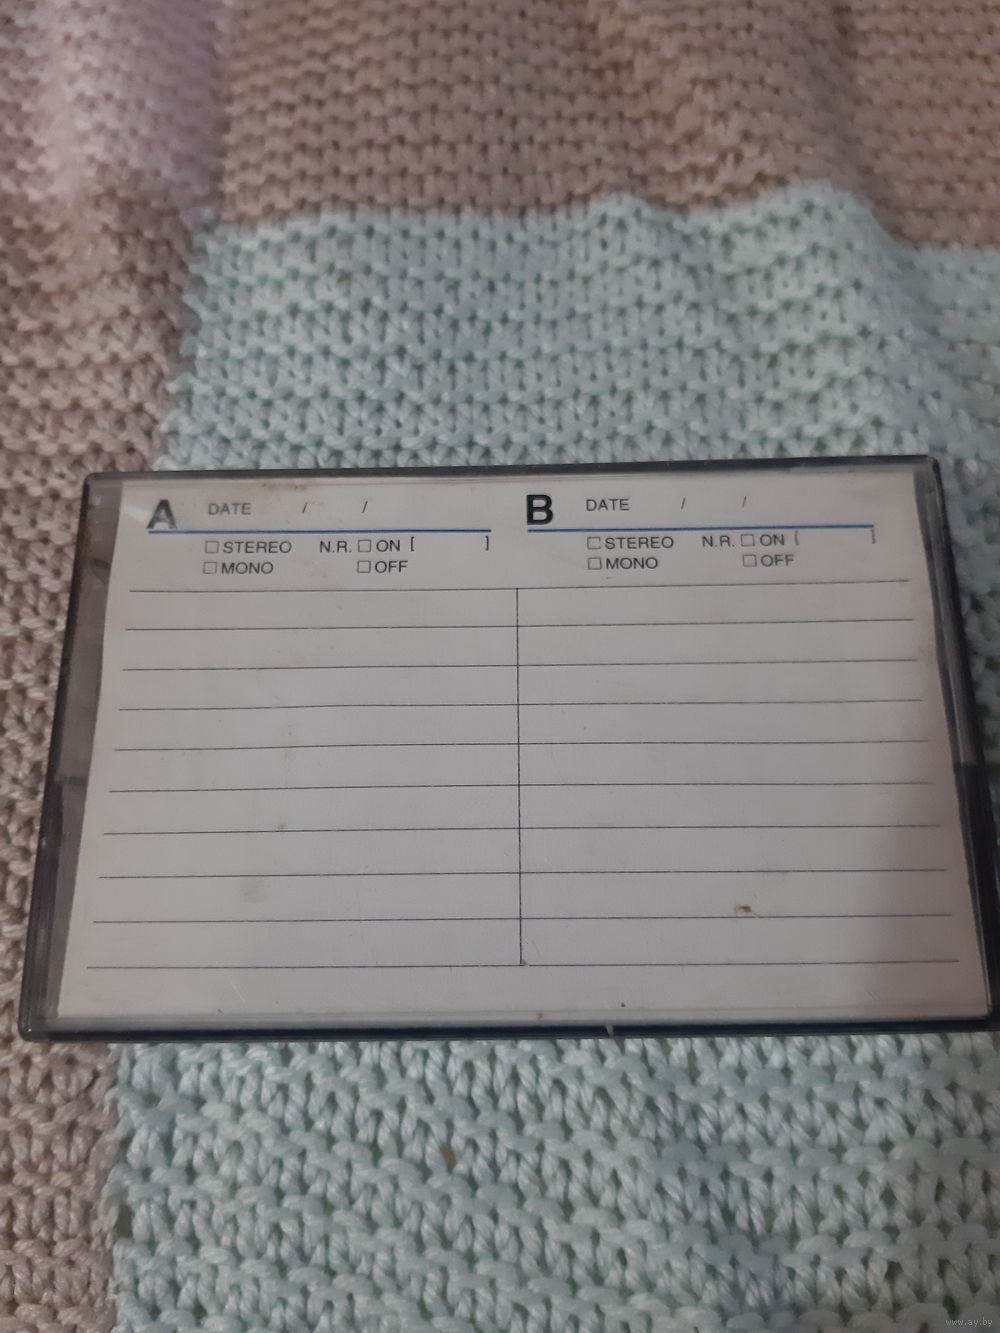 A DATE / /
☐ STEREO N.R. ☐ ON [ ]
☐ MONO ☐ OFF
B DATE / /
☐ STEREO N.R. ☐ ON [ ]
☐ MONO ☐ OFF
www.ay.by